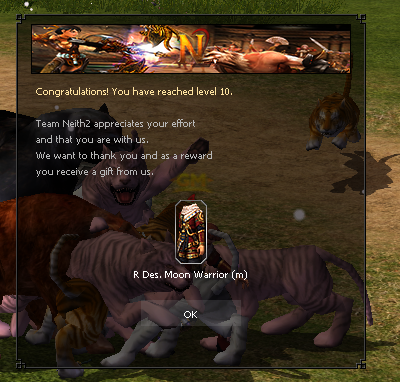 N
Congratulations! You have reached level 10.
Team Neith2 appreciates your effort
and that you are with us.
We want to thank you and as a reward
you receive a gift from us.
R Des. Moon Warrior (m)
OK